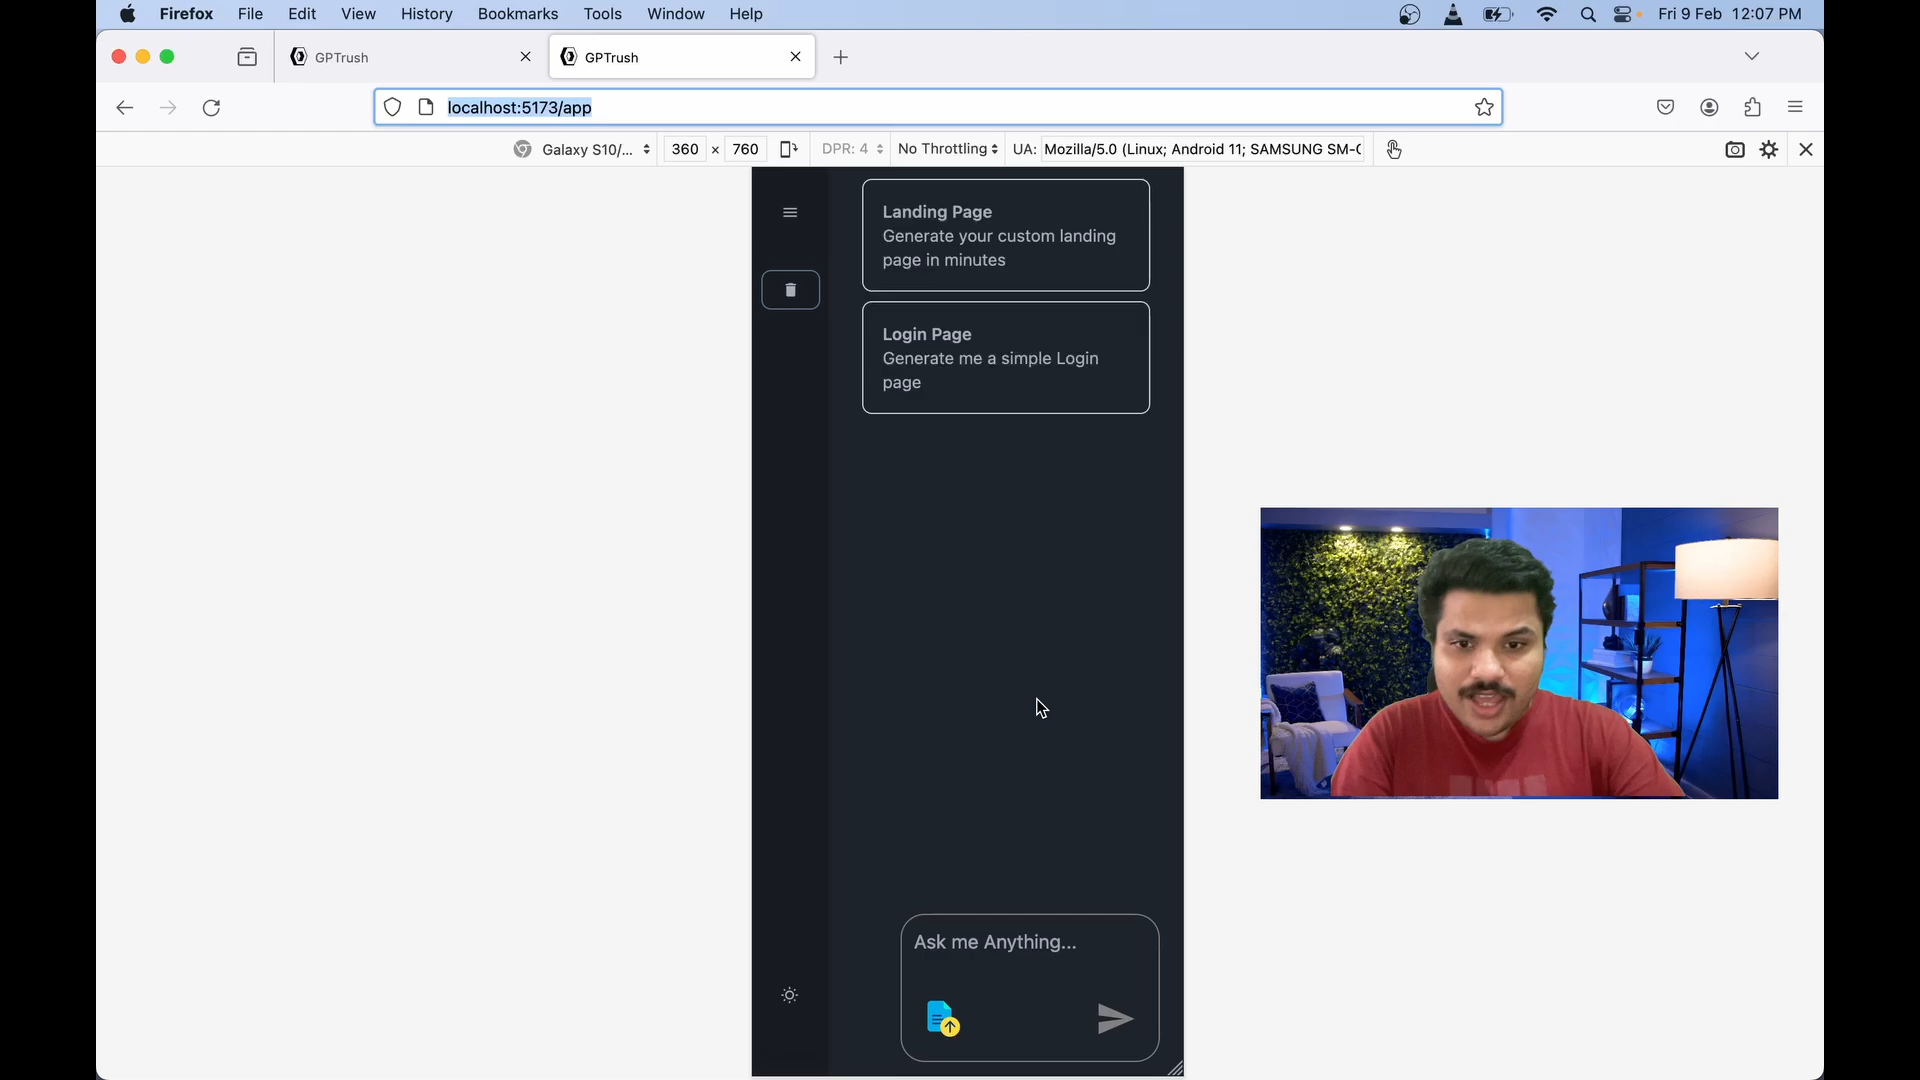 Firefox File Edit View History Bookmarks Tools Window Help Fri 9 Feb 12:07 PM
GPTrush GPTrush
localhost:5173/app
Galaxy S10/... 360 × 760 DPR: 4 No Throttling UA: Mozilla/5.0 (Linux; Android 11; SAMSUNG SM-G
Landing Page
Generate your custom landing
page in minutes
Login Page
Generate me a simple Login
page
Ask me Anything...